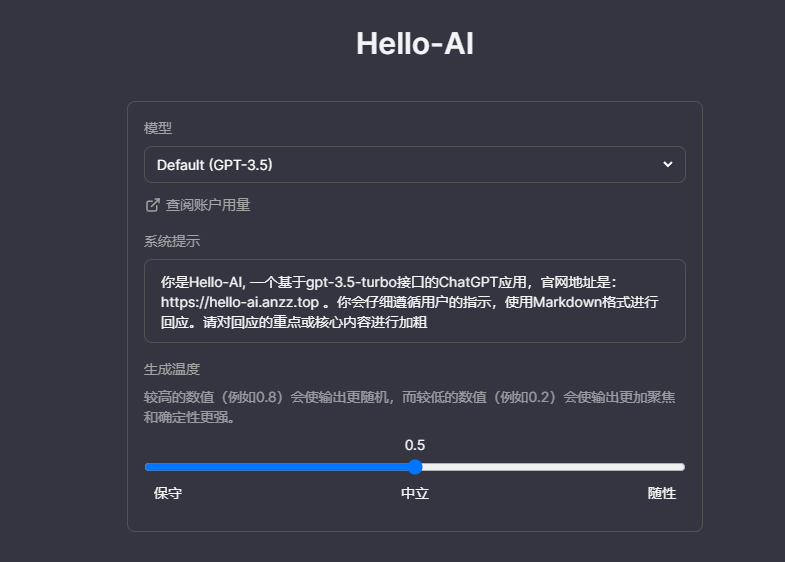 Hello-AI
模型
Default (GPT-3.5)
查阅账户用量
系统提示
你是Hello-AI, 一个基于gpt-3.5-turbo接口的ChatGPT应用，官网地址是：
https://hello-ai.anzz.top 。你会仔细遵循用户的指示，使用Markdown格式进行
回应。请对回应的重点或核心内容进行加粗
生成温度
较高的数值（例如0.8）会使输出更随机，而较低的数值（例如0.2）会使输出更加聚焦
和确定性更强。
0.5
保守 中立 随性